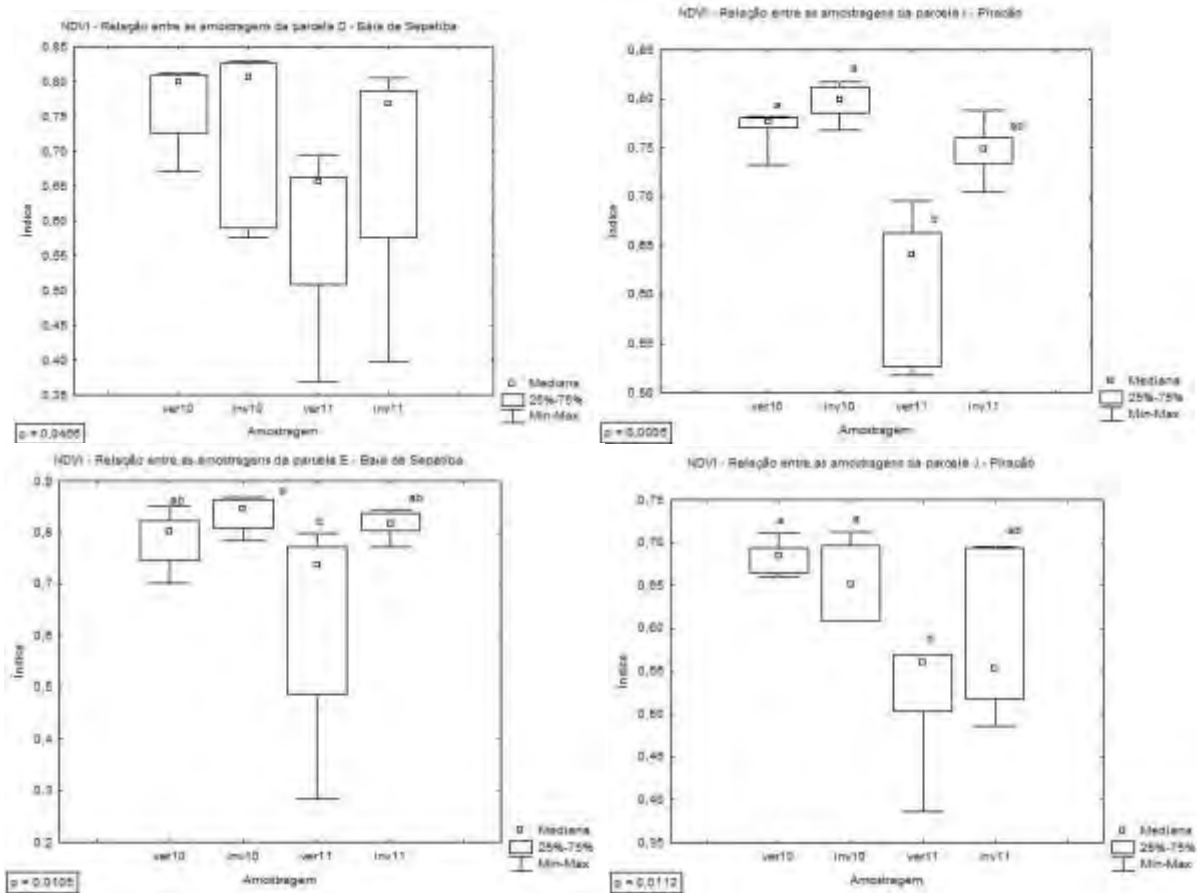 NDVI - Relação entre as amostragens da parcela D - Baía de Sepetiba
0,85
0,80
0,75
0,70
0,65
0,60
0,55
0,50
0,45
0,40
0,35
Índice
ver10 inv10 ver11 inv11
Amostragem
Mediana
25%-75%
Min-Max
NDVI - Relação entre as amostragens da parcela - Piracão
0,85
0,80
0,75
0,70
0,65
0,60
0,55
0,50
Índice
a
a
ver10 inv10 ver11 inv11
Amostragem
Mediana
25%-75%
Min-Max
NDVI - Relação entre as amostragens da parcela E - Baía de Sepetiba
0,9
0,8
0,7
0,6
0,5
0,4
0,3
0,2
Índice
ab
ab
ver10 inv10 ver11 inv11
Amostragem
Mediana
25%-75%
Min-Max
p = 0,0105
NDVI - Relação entre as amostragens da parcela J - Piracão
0,75
0,70
0,65
0,60
0,55
0,50
0,45
0,40
0,35
Índice
a
a
ab
ver10 inv10 ver11 inv11
Amostragem
Mediana
25%-75%
Min-Max
p = 0,0112